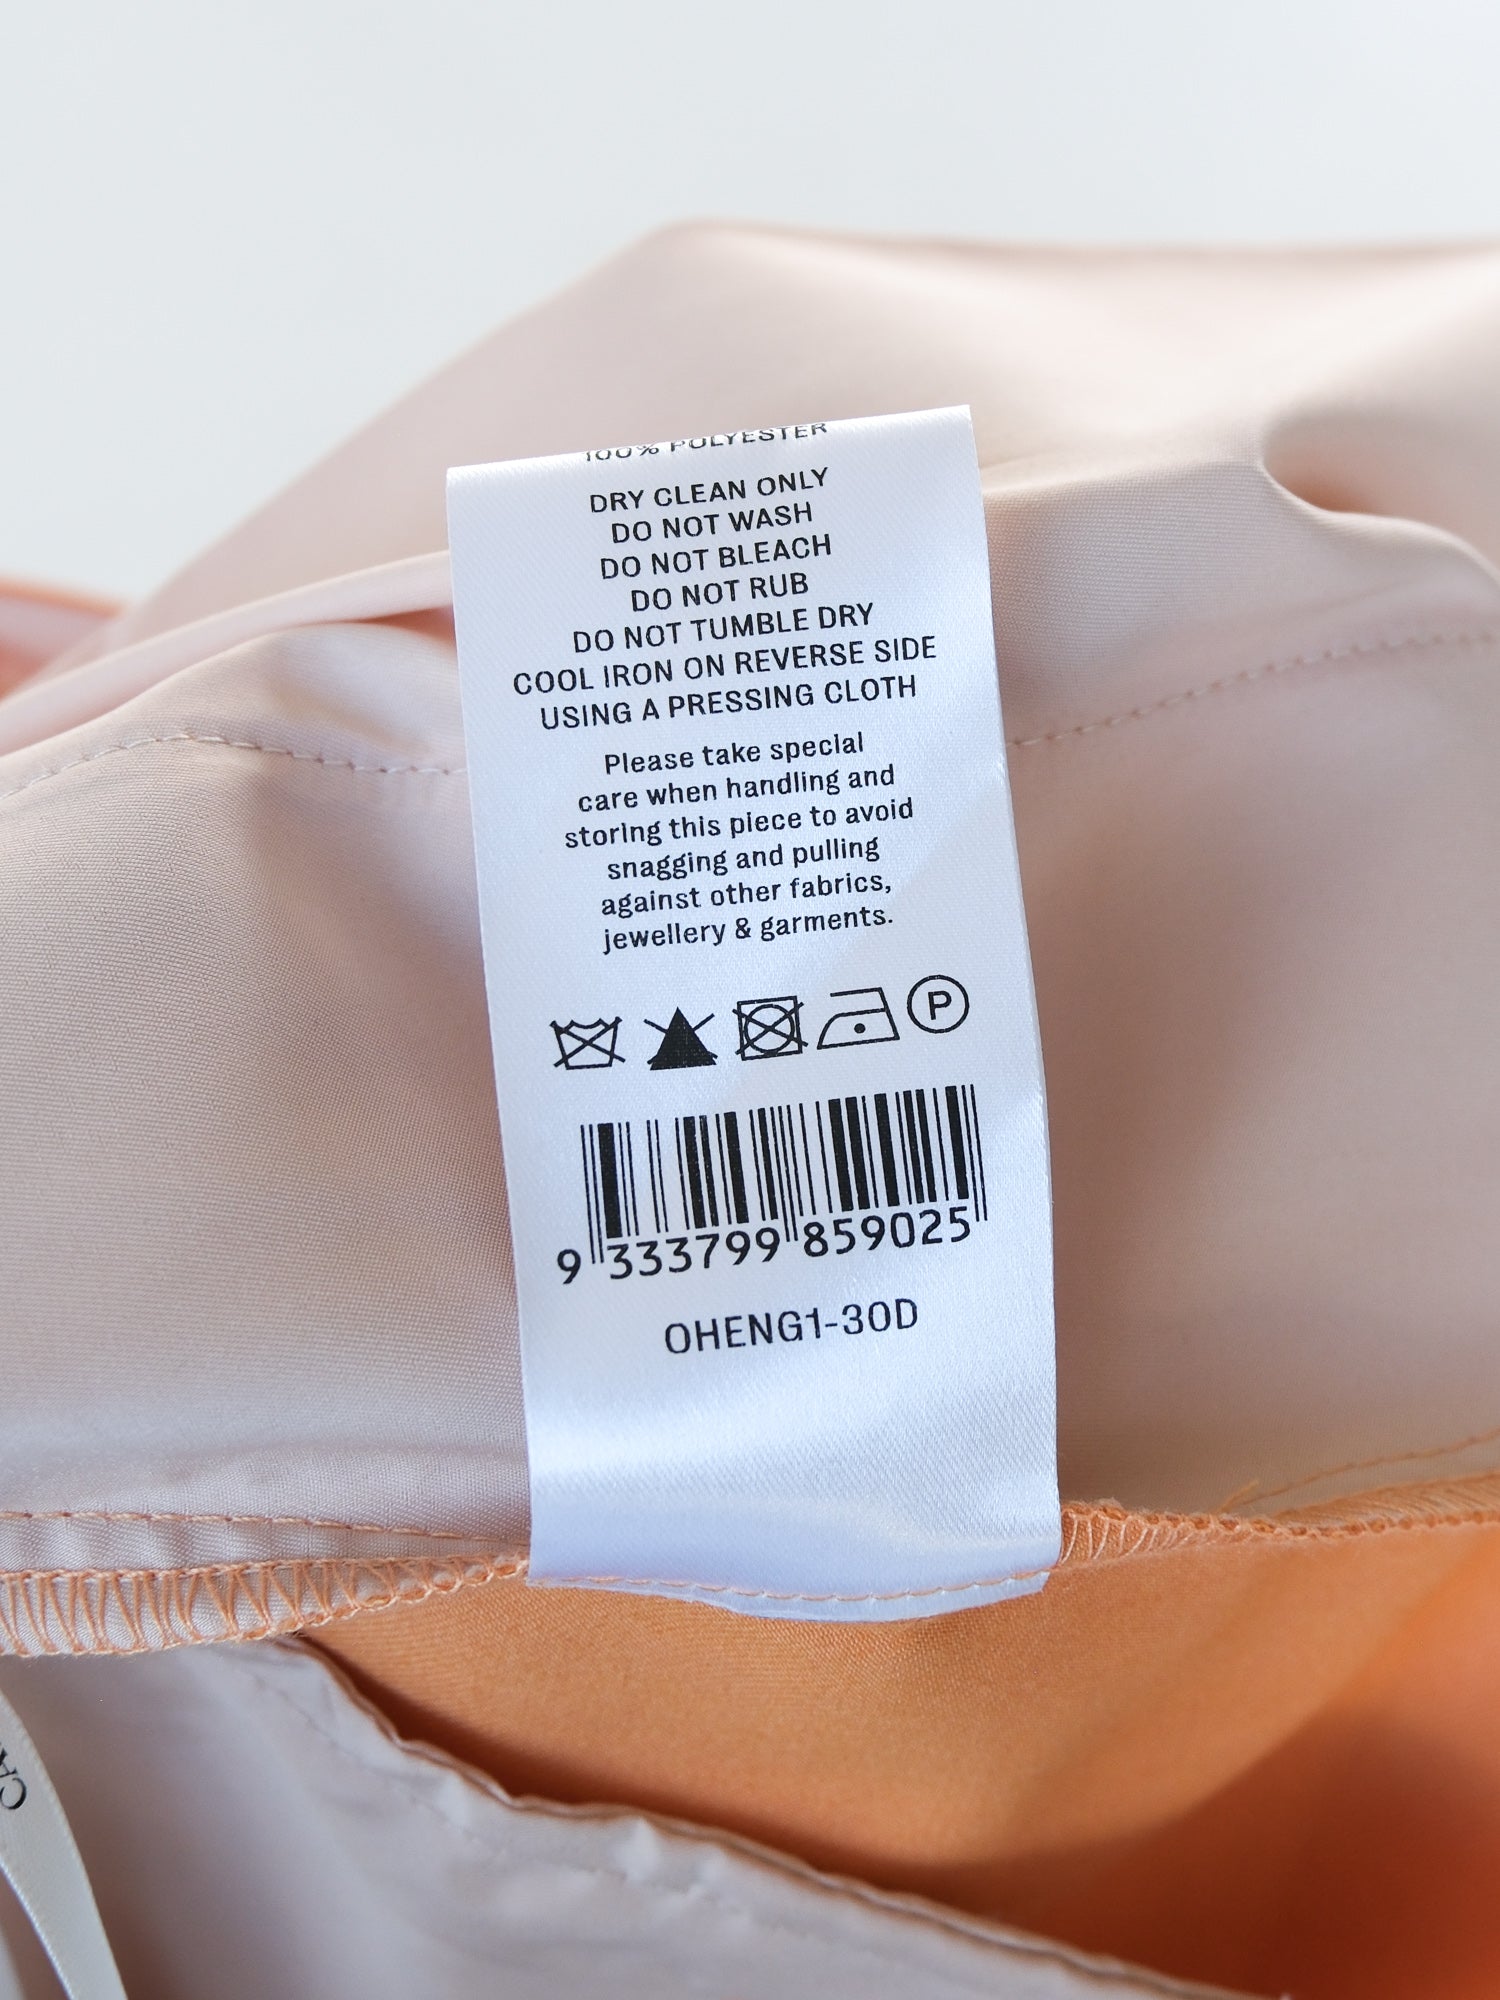 100% POLYESTER
DRY CLEAN ONLY
DO NOT WASH
DO NOT BLEACH
DO NOT RUB
DO NOT TUMBLE DRY
COOL IRON ON REVERSE SIDE
USING A PRESSING CLOTH
Please take special
care when handling and
storing this piece to avoid
snagging and pulling
against other fabrics,
jewellery & garments.
P
9 333799 859025
OHENG1-30D